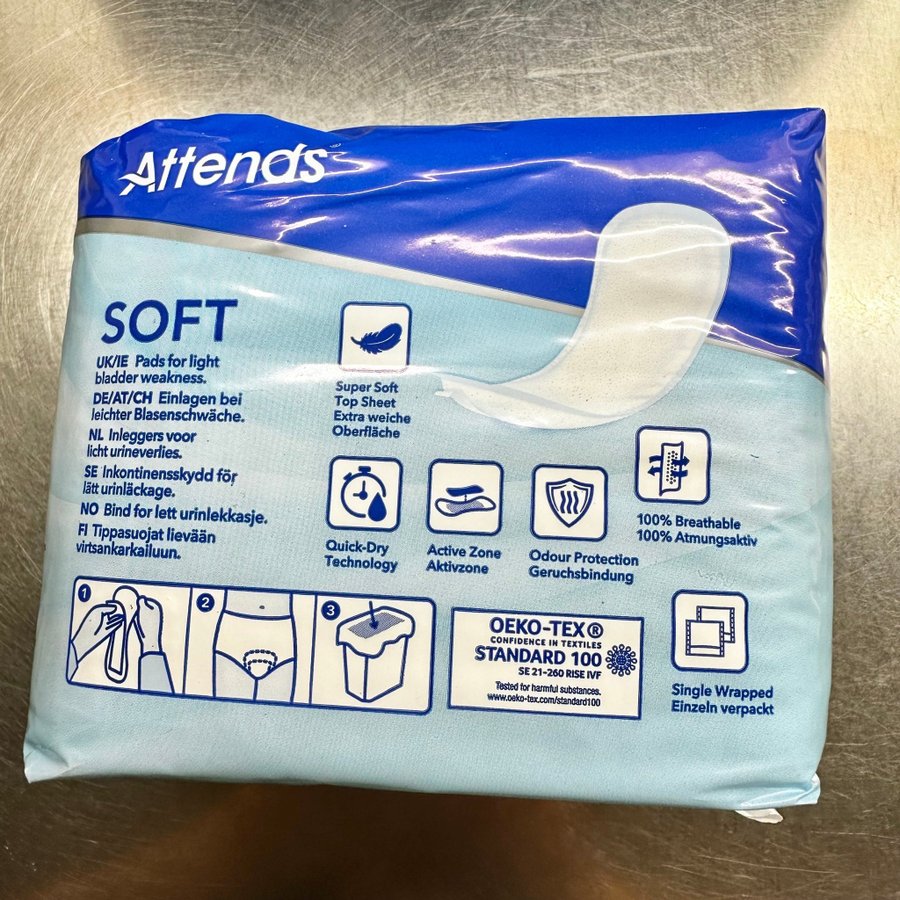 Attends
SOFT
UK/IE Pads for light
bladder weakness.
DE/AT/CH Einlagen bei
leichter Blasenschwäche.
NL Inleggers voor
licht urineverlies.
SE Inkontinensskydd för
lätt urinläckage.
NO Bind for lett urinlekkasje.
FI Tippasuojat lievään
virtsankarkailuun.
Super Soft
Top Sheet
Extra weiche
Oberfläche
Quick-Dry
Technology
Active Zone
Aktivzone
Odour Protection
Geruchsbindung
100% Breathable
100% Atmungsaktiv
1
2
3
OEKO-TEX®
CONFIDENCE IN TEXTILES
STANDARD 100
SE 21-260 RISE IVF
Tested for harmful substances.
www.oeko-tex.com/standard100
Single Wrapped
Einzeln verpackt